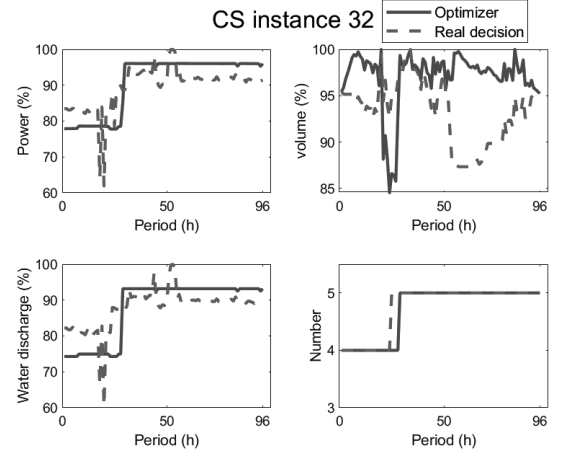 CS instance 32
Optimizer
Real decision
Power (%)
100
90
80
70
60
0
50
96
Period (h)
volume (%)
100
95
90
85
0
50
96
Period (h)
Water discharge (%)
100
90
80
70
60
0
50
96
Period (h)
Number
5
4
3
0
50
96
Period (h)